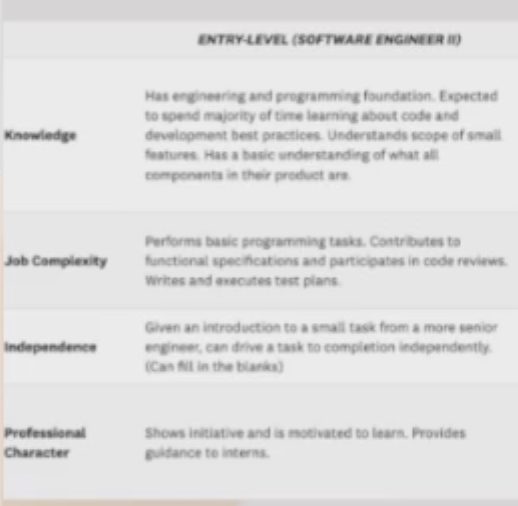 ENTRY-LEVEL (SOFTWARE ENGINEER II)
Knowledge
Has engineering and programming foundation. Expected
to spend majority of time learning about code and
development best practices. Understands scope of small
features. Has a basic understanding of what all
components in their product are.
Job Complexity
Performs basic programming tasks. Contributes to
functional specifications and participates in code reviews.
Writes and executes test plans.
Independence
Given an introduction to a small task from a more senior
engineer, can drive a task to completion independently.
(Can fill in the blanks)
Professional
Character
Shows initiative and is motivated to learn. Provides
guidance to interns.